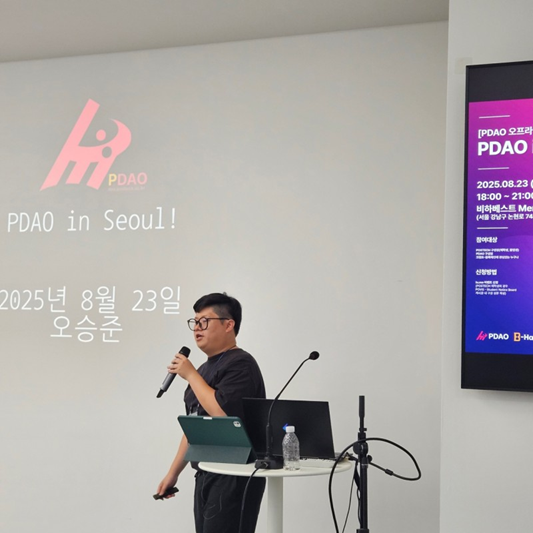 PDAO
PDAO in Seoul!
2025년 8월 23일
오승준
[PDAO 오프라
PDAO
2025.08.23 (
18:00 ~ 21:00
비하베스트 Me
(서울 강남구 논현로 74
참여대상
신청방법
PDAO